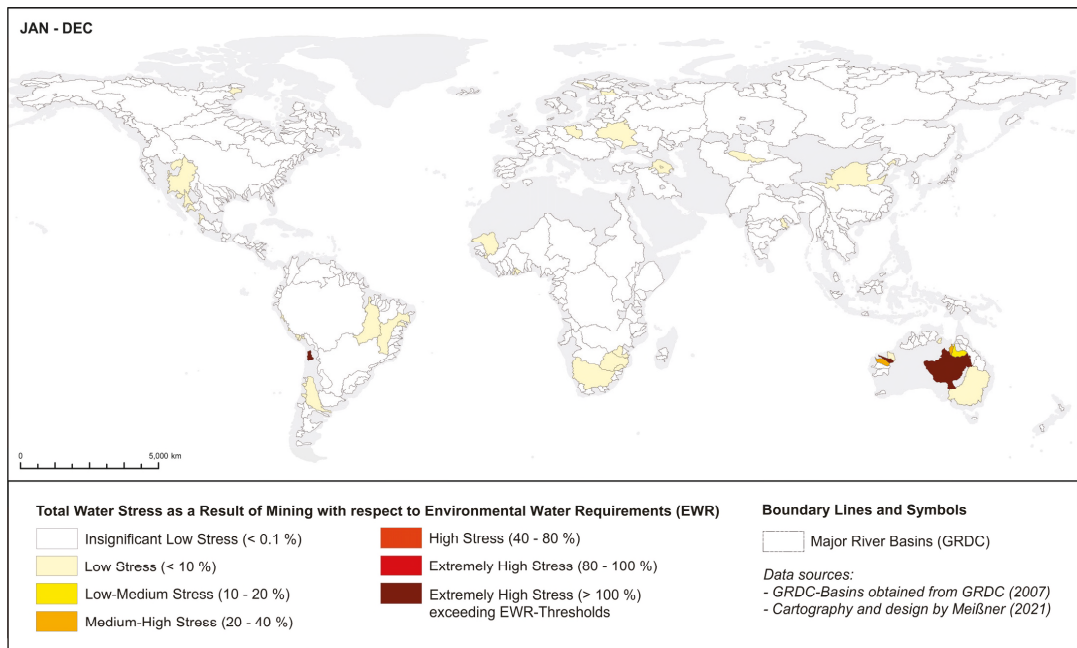 JAN - DEC
0
5,000 km
Total Water Stress as a Result of Mining with respect to Environmental Water Requirements (EWR)
Insignificant Low Stress (< 0.1 %)
Low Stress (< 10 %)
Low-Medium Stress (10 - 20 %)
Medium-High Stress (20 - 40 %)
High Stress (40 - 80 %)
Extremely High Stress (80 - 100 %)
Extremely High Stress (> 100 %)
exceeding EWR-Thresholds
Boundary Lines and Symbols
Major River Basins (GRDC)
Data sources:
- GRDC-Basins obtained from GRDC (2007)
- Cartography and design by Meißner (2021)